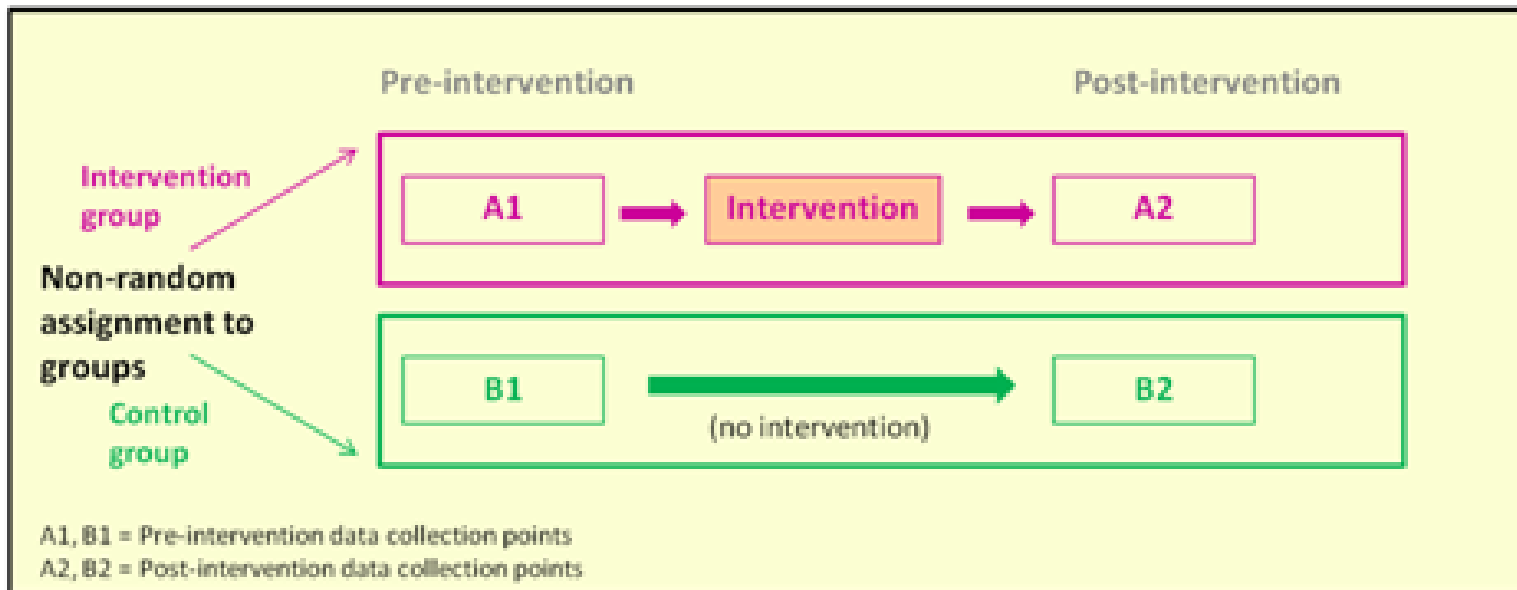 Pre-intervention
Post-intervention
Intervention
group
A1
Intervention
A2
Non-random
assignment to
groups
B1
(no intervention)
B2
Control
group
A1, B1 = Pre-intervention data collection points
A2, B2 = Post-intervention data collection points